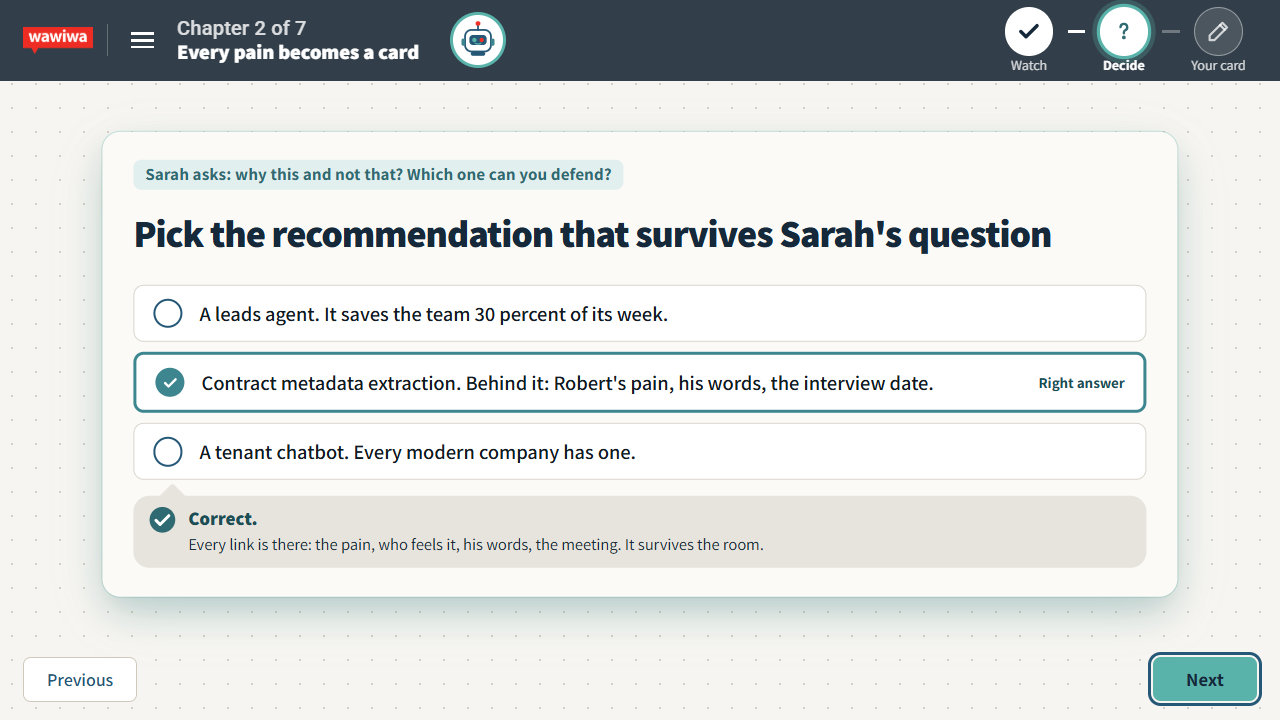 wawiwa
Chapter 2 of 7
Every pain becomes a card
Watch
?
Decide
Your card
Sarah asks: why this and not that? Which one can you defend?
Pick the recommendation that survives Sarah's question
A leads agent. It saves the team 30 percent of its week.
Contract metadata extraction. Behind it: Robert's pain, his words, the interview date.
Right answer
A tenant chatbot. Every modern company has one.
Correct.
Every link is there: the pain, who feels it, his words, the meeting. It survives the room.
Previous
Next